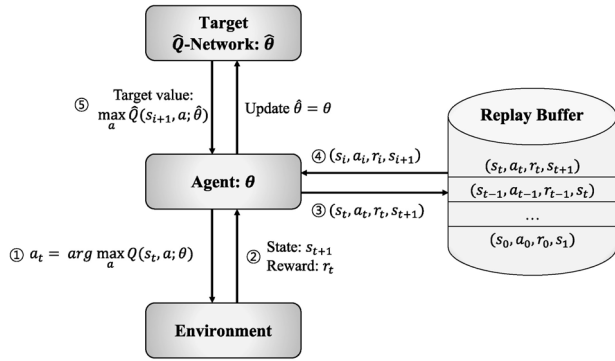 Target
Q̂-Network: θ̂
⑤ Target value:
max_a Q̂(s_{i+1}, a; θ̂)
Update θ̂ = θ
Replay Buffer
④ (s_i, a_i, r_i, s_{i+1})
(s_t, a_t, r_t, s_{t+1})
Agent: θ
(s_{t−1}, a_{t−1}, r_{t−1}, s_t)
③ (s_t, a_t, r_t, s_{t+1})
…
(s_0, a_0, r_0, s_1)
① a_t = arg max_a Q(s_t, a; θ)
② State: s_{t+1}
Reward: r_t
Environment